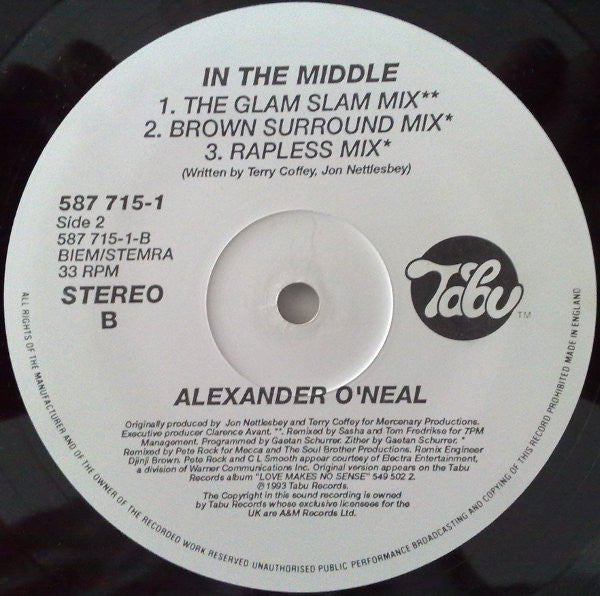 IN THE MIDDLE
1. THE GLAM SLAM MIX**
2. BROWN SURROUND MIX*
3. RAPLESS MIX*
(Written by Terry Coffey, Jon Nettlesbey)
587 715-1
Side 2
587 715-1-B
BIEM/STEMRA
33 RPM
STEREO
B
Tabu
TM
ALEXANDER O'NEAL
Originally produced by Jon Nettlesbey and Terry Coffey for Mercenary Productions.
Executive producer Clarence Avant. **. Remixed by Sasha and Tom Fredrikse for 7PM
Management. Programmed by Gaetan Schurrer. Zither by Gaetan Schurrer, *
Remixed by Pete Rock for Mecca and The Soul Brother Productions. Remix Engineer
Djinji Brown. Pete Rock and C L Smooth appear courtesy of Electra Entertainment,
a division of Warner Communications Inc. Original version appears on the Tabu
Records album "LOVE MAKES NO SENSE" 549 502 2.
℗ 1993 Tabu Records.
The Copyright in this sound recording is owned
by Tabu Records whose exclusive licensees for the
UK are A&M Records Ltd.
ALL RIGHTS OF THE MANUFACTURER AND OF THE OWNER OF THE RECORDED WORK RESERVED UNAUTHORISED PUBLIC PERFORMANCE BROADCASTING AND COPYING OF THIS RECORD PROHIBITED MADE IN ENGLAND